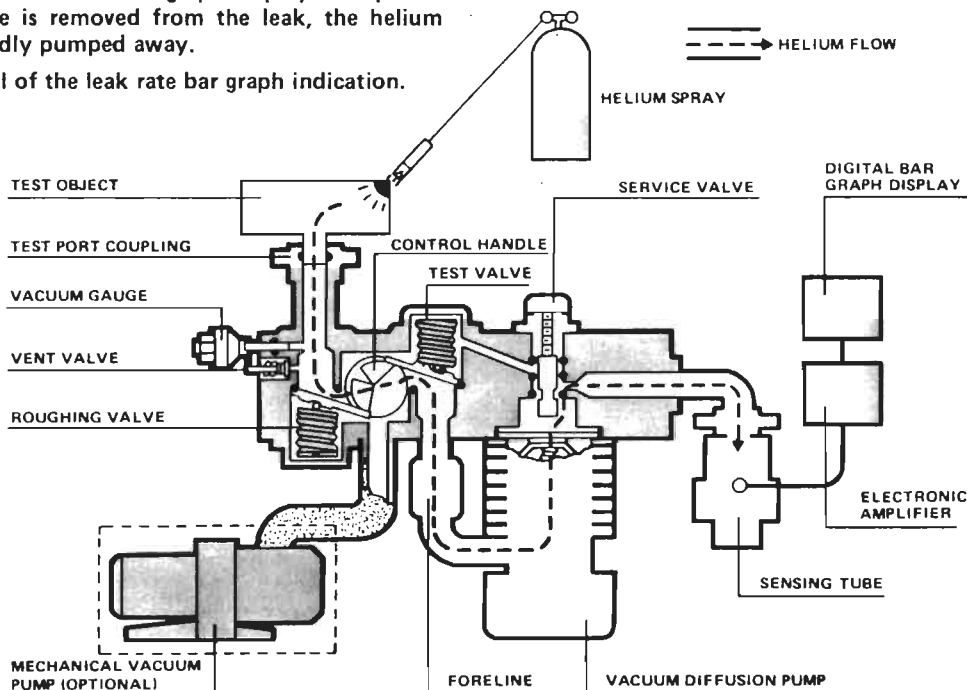 e is removed from the leak, the helium
dly pumped away.
l of the leak rate bar graph indication.
HELIUM FLOW
HELIUM SPRAY
TEST OBJECT
SERVICE VALVE
DIGITAL BAR
GRAPH DISPLAY
TEST PORT COUPLING
CONTROL HANDLE
TEST VALVE
VACUUM GAUGE
VENT VALVE
ROUGHING VALVE
ELECTRONIC
AMPLIFIER
SENSING TUBE
MECHANICAL VACUUM
PUMP (OPTIONAL)
FORELINE
VACUUM DIFFUSION PUMP